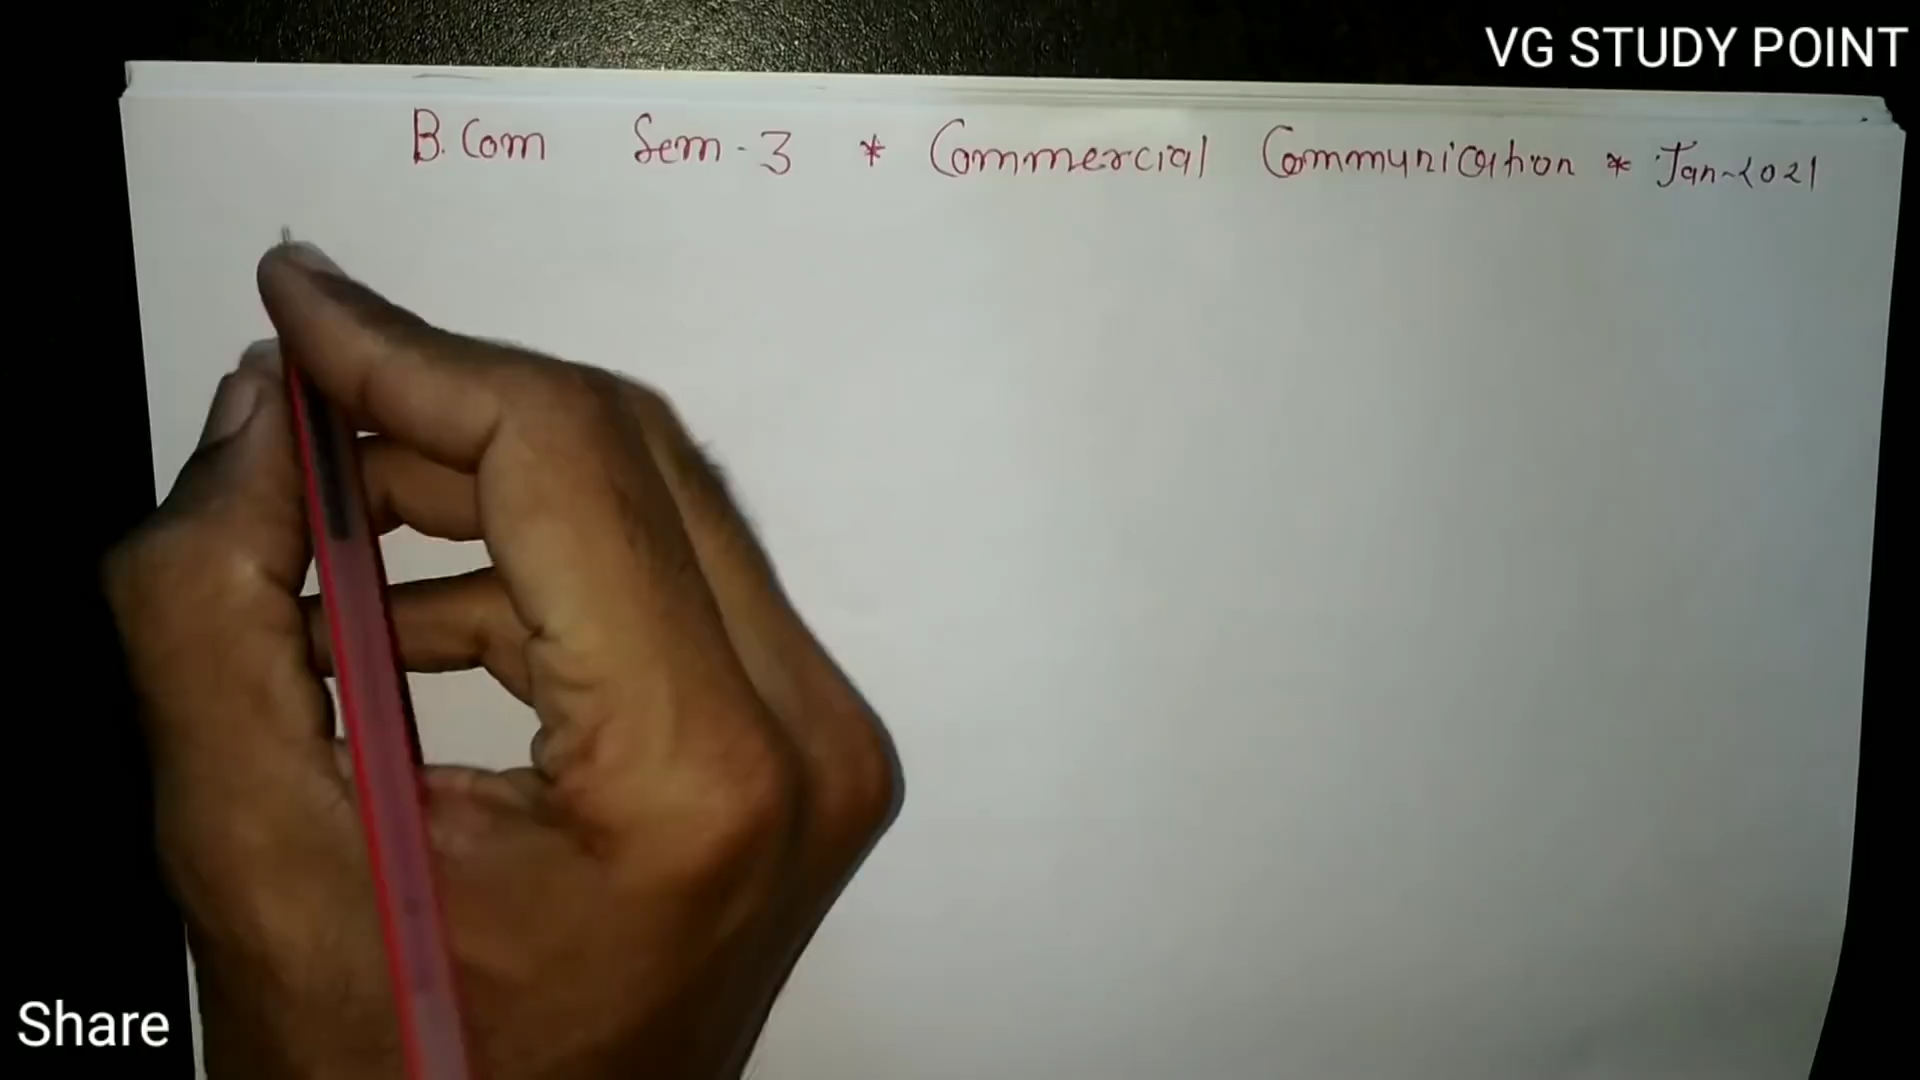 VG STUDY POINT
B.Com Sem-3 * Commercial Communication * Jan-2021
Share